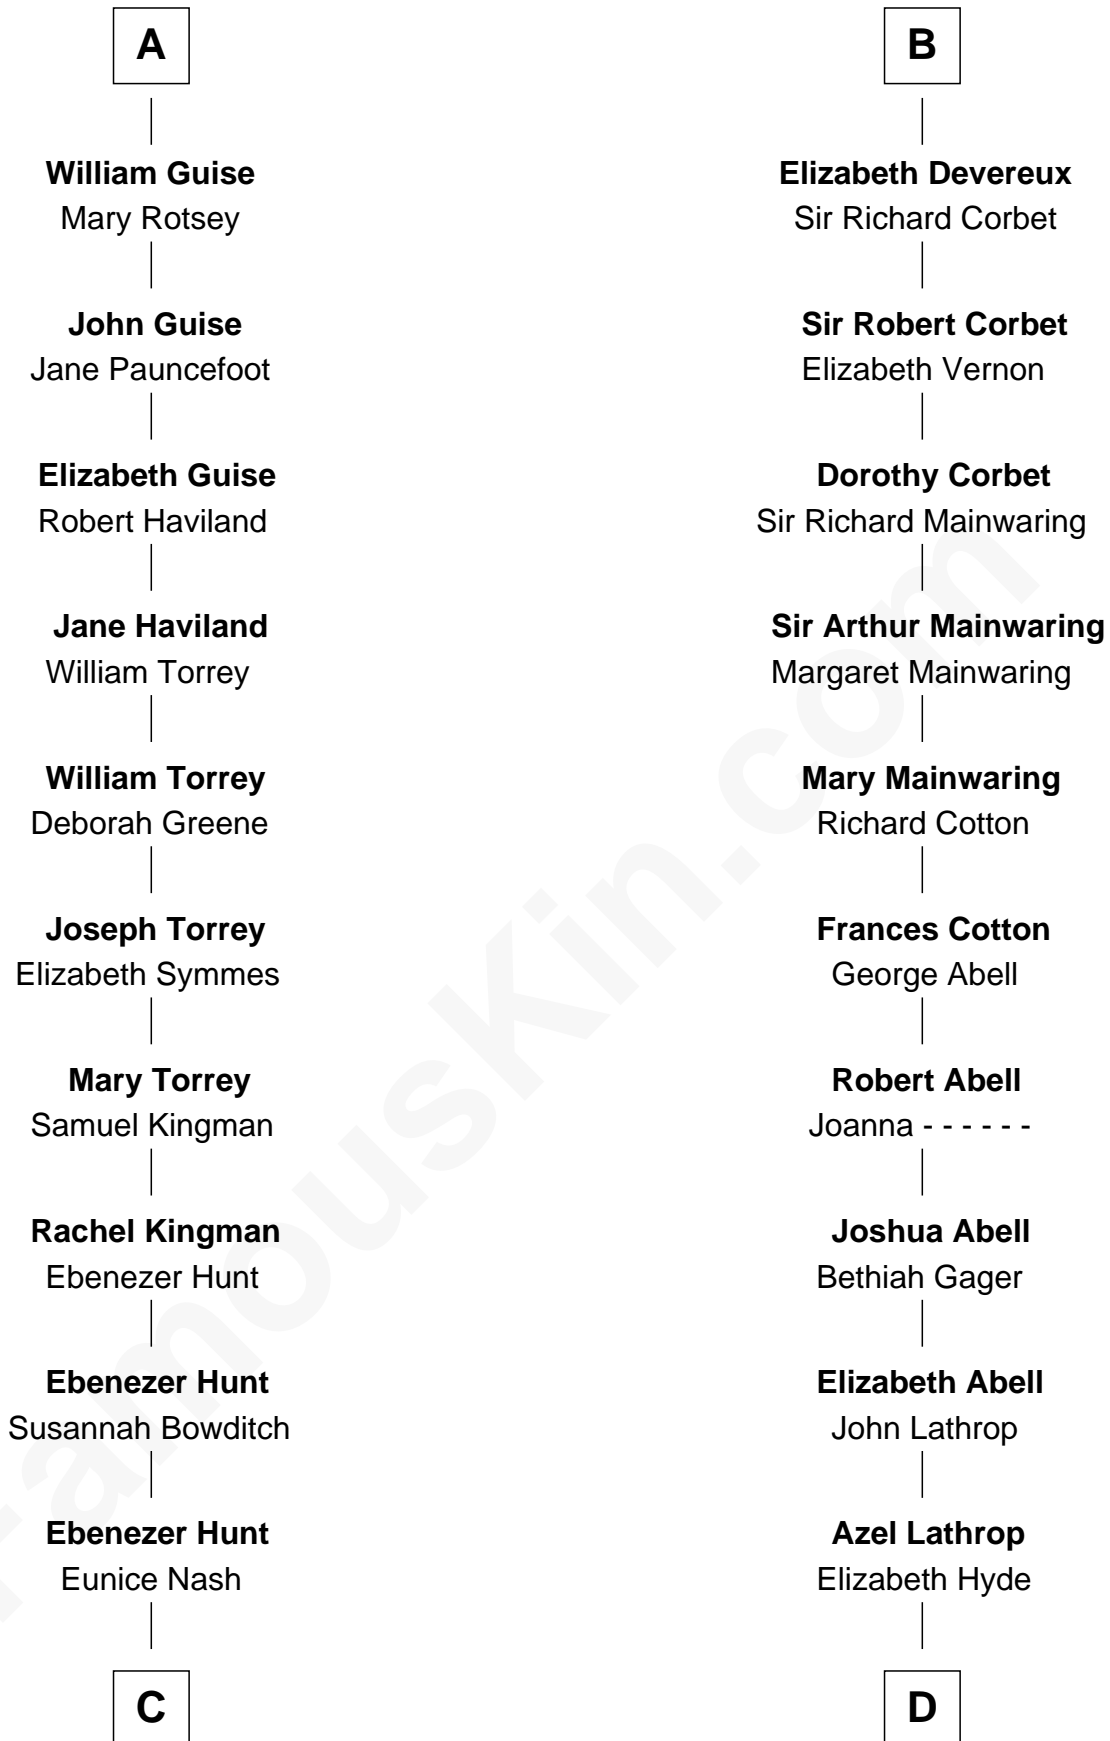 A
William Guise
Mary Rotsey
John Guise
Jane Pauncefoot
Elizabeth Guise
Robert Haviland
Jane Haviland
William Torrey
William Torrey
Deborah Greene
Joseph Torrey
Elizabeth Symmes
Mary Torrey
Samuel Kingman
Rachel Kingman
Ebenezer Hunt
Ebenezer Hunt
Susannah Bowditch
Ebenezer Hunt
Eunice Nash
C
B
Elizabeth Devereux
Sir Richard Corbet
Sir Robert Corbet
Elizabeth Vernon
Dorothy Corbet
Sir Richard Mainwaring
Sir Arthur Mainwaring
Margaret Mainwaring
Mary Mainwaring
Richard Cotton
Frances Cotton
George Abell
Robert Abell
Joanna - - - - - -
Joshua Abell
Bethiah Gager
Elizabeth Abell
John Lathrop
Azel Lathrop
Elizabeth Hyde
D
FamousKin.com